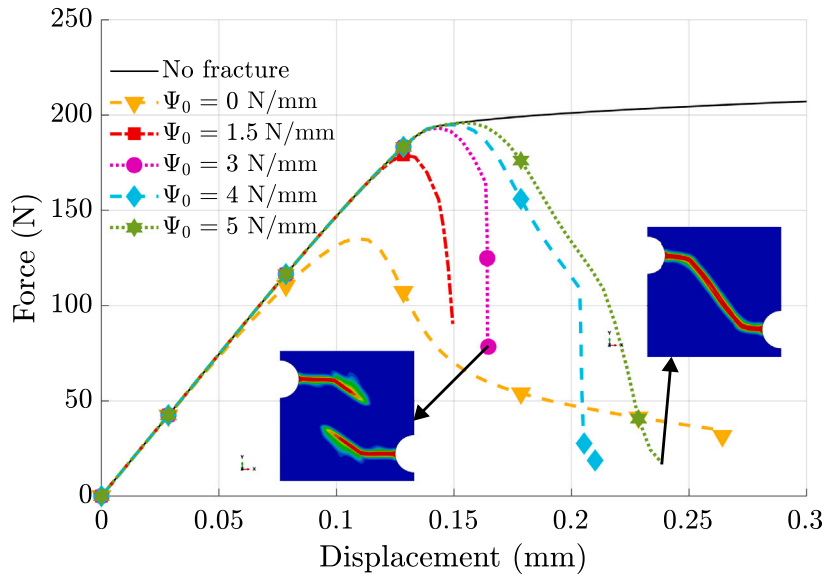 250
200
150
100
50
0
Force (N)
No fracture
Ψ₀ = 0 N/mm
Ψ₀ = 1.5 N/mm
Ψ₀ = 3 N/mm
Ψ₀ = 4 N/mm
Ψ₀ = 5 N/mm
Y
X
Y
X
0 0.05 0.1 0.15 0.2 0.25 0.3
Displacement (mm)